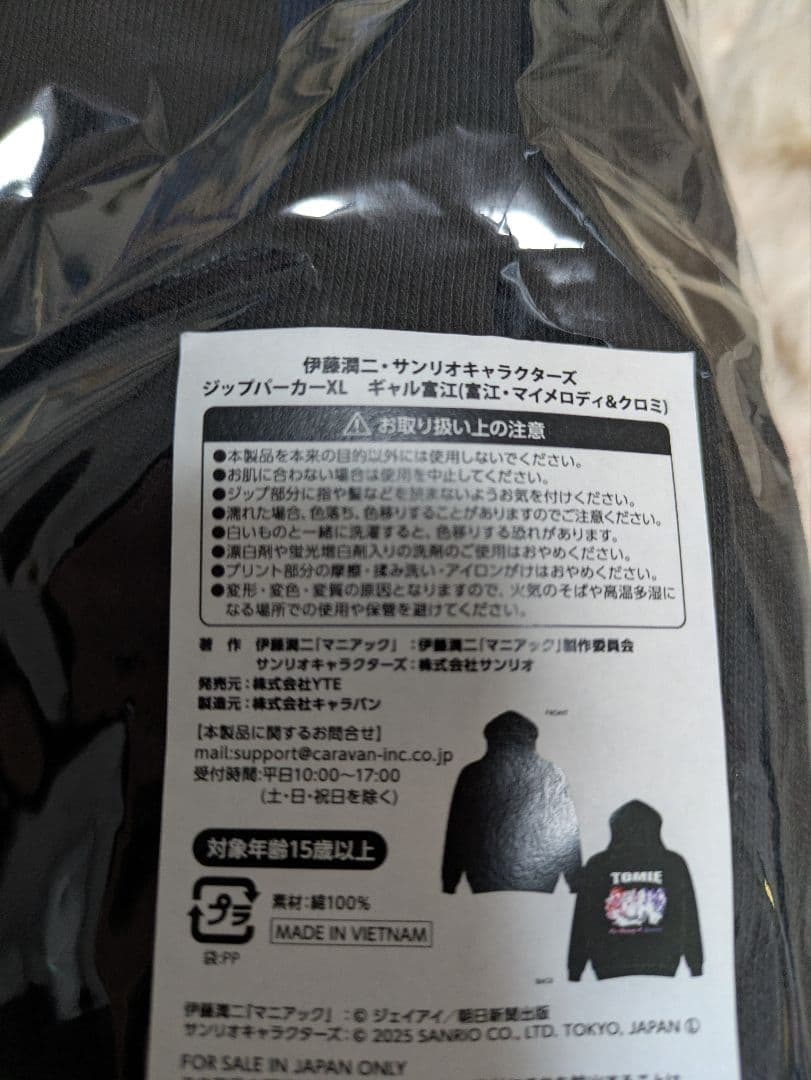 伊藤潤二・サンリオキャラクターズ
ジップパーカーXL ギャル富江(富江・マイメロディ&クロミ)
⚠ お取り扱い上の注意
●本製品を本来の目的以外には使用しないでください。
●お肌に合わない場合は使用を中止してください。
●ジップ部分に指や髪などを挟まないようお気を付けください。
●濡れた場合、色落ち、色移りすることがありますのでご注意ください。
●白いものと一緒に洗濯すると、色移りする恐れがあります。
●漂白剤や蛍光増白剤入りの洗剤のご使用はおやめください。
●プリント部分の摩擦・揉み洗い・アイロンがけはおやめください。
●変形・変色・変質の原因となりますので、火気のそばや高温多湿に
なる場所での使用や保管を避けてください。
著 作 伊藤潤二「マニアック」:伊藤潤二「マニアック」製作委員会
サンリオキャラクターズ:株式会社サンリオ
発売元:株式会社YTE
製造元:株式会社キャラバン
【本製品に関するお問合せ】
mail:support@caravan-inc.co.jp
受付時間:平日10:00〜17:00
(土・日・祝日を除く)
FRONT
対象年齢15歳以上
TOMIE
プラ
素材:綿100%
MADE IN VIETNAM
袋:PP
BACK
伊藤潤二「マニアック」:© ジェイアイ/朝日新聞出版
サンリオキャラクターズ:© 2025 SANRIO CO., LTD. TOKYO, JAPAN Ⓛ
FOR SALE IN JAPAN ONLY